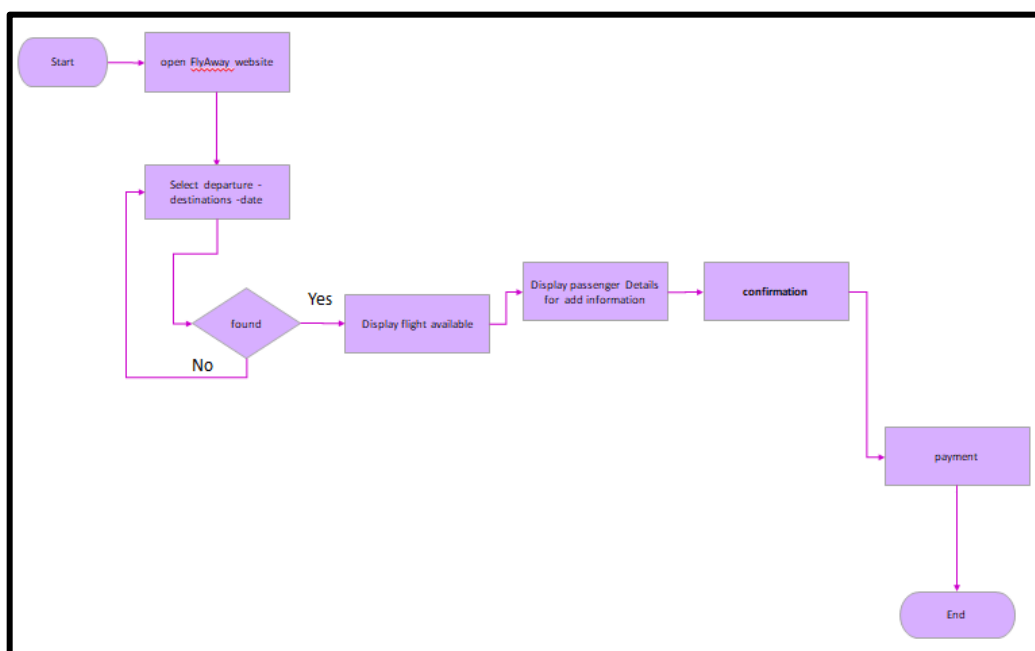 Start
open FlyAway website
Select departure -
destinations -date
found
Yes
No
Display flight available
Display passenger Details
for add information
confirmation
payment
End